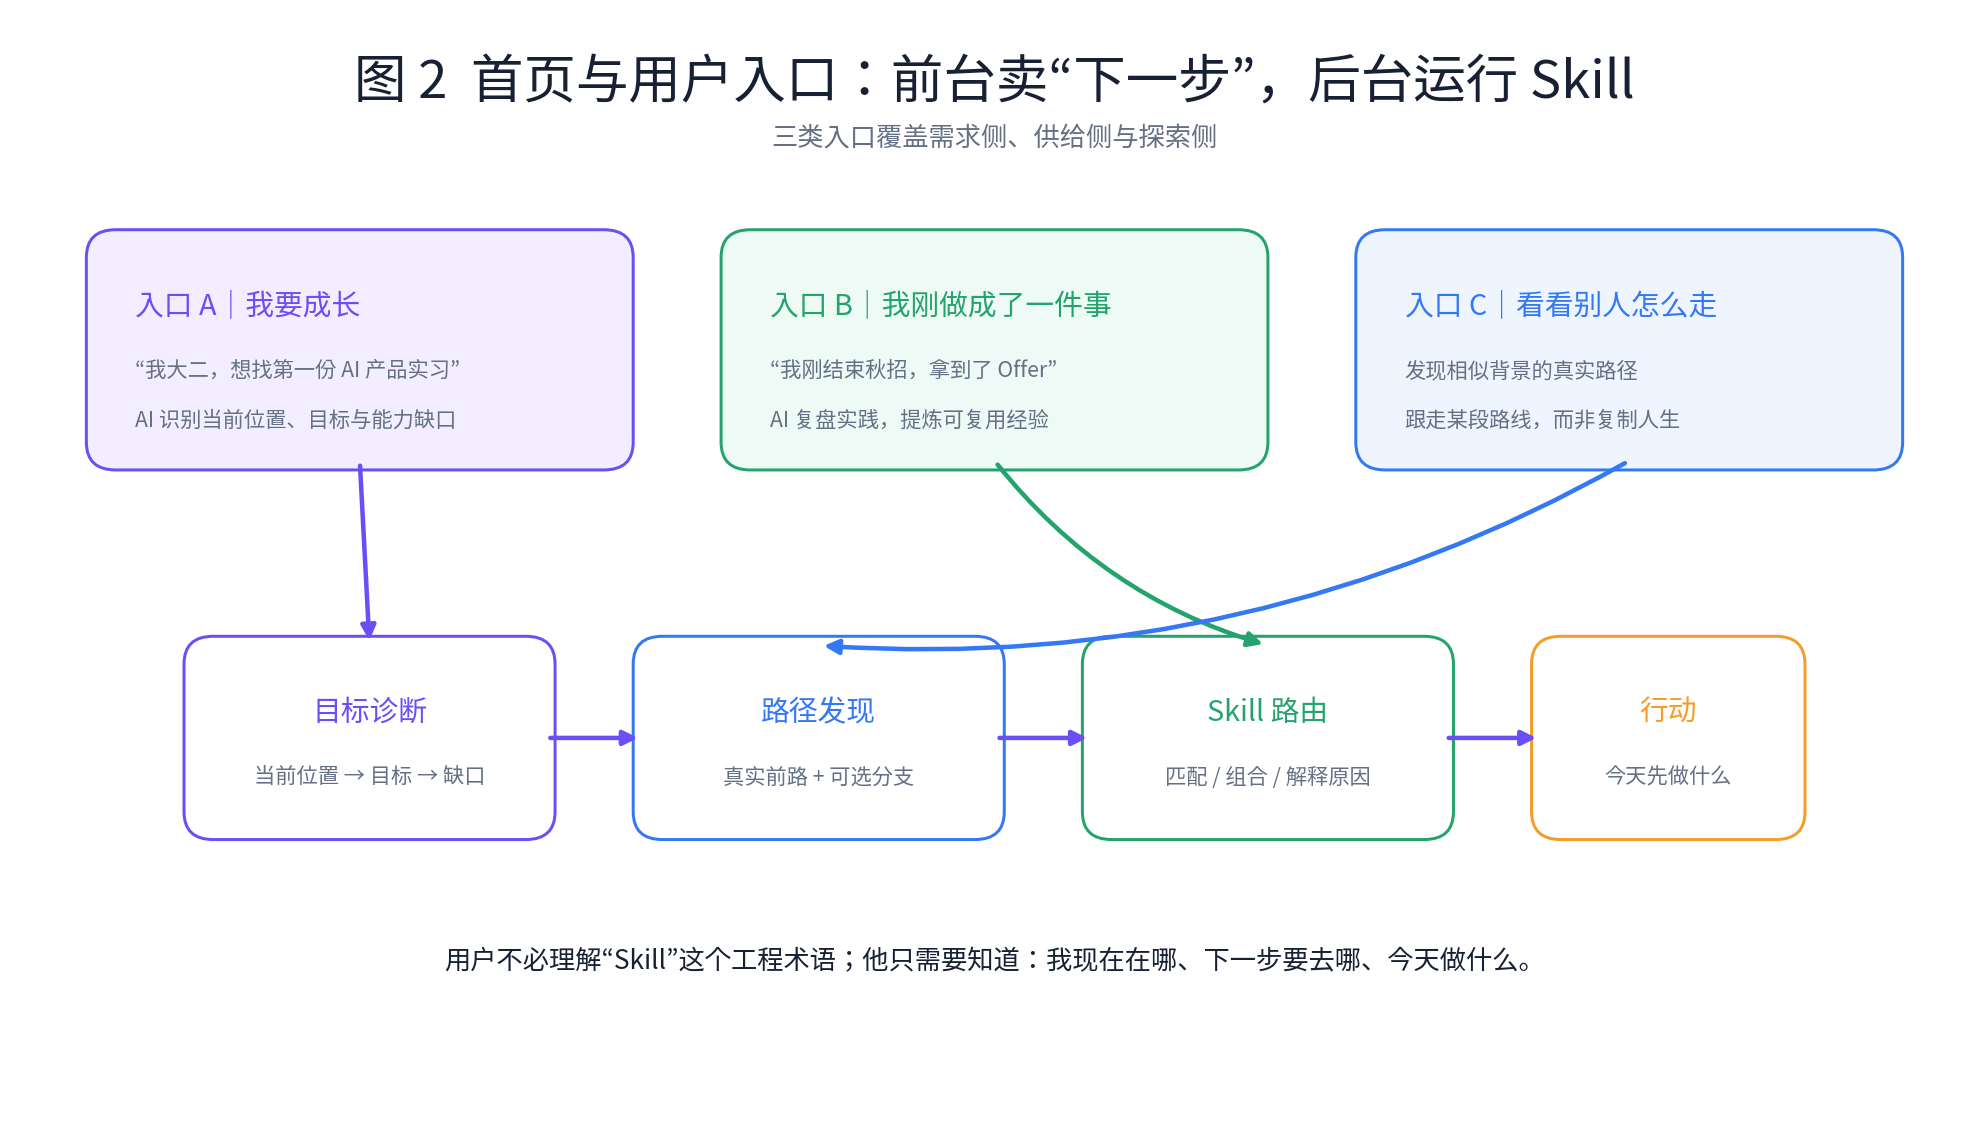 图 2 首页与用户入口：前台卖“下一步”，后台运行 Skill
三类入口覆盖需求侧、供给侧与探索侧
入口 A｜我要成长
“我大二，想找第一份 AI 产品实习”
AI 识别当前位置、目标与能力缺口
入口 B｜我刚做成了一件事
“我刚结束秋招，拿到了 Offer”
AI 复盘实践，提炼可复用经验
入口 C｜看看别人怎么走
发现相似背景的真实路径
跟走某段路线，而非复制人生
目标诊断
当前位置 → 目标 → 缺口
路径发现
真实前路 + 可选分支
Skill 路由
匹配 / 组合 / 解释原因
行动
今天先做什么
用户不必理解“Skill”这个工程术语；他只需要知道：我现在在哪、下一步要去哪、今天做什么。